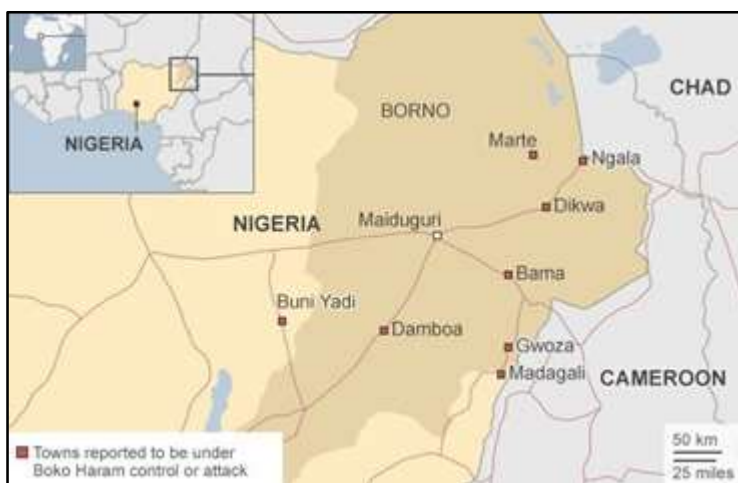 NIGERIA
BORNO
CHAD
Marte
Ngala
NIGERIA
Maiduguri
Dikwa
Bama
Buni Yadi
Damboa
Gwoza
Madagali
CAMEROON
Towns reported to be under
Boko Haram control or attack
50 km
25 miles